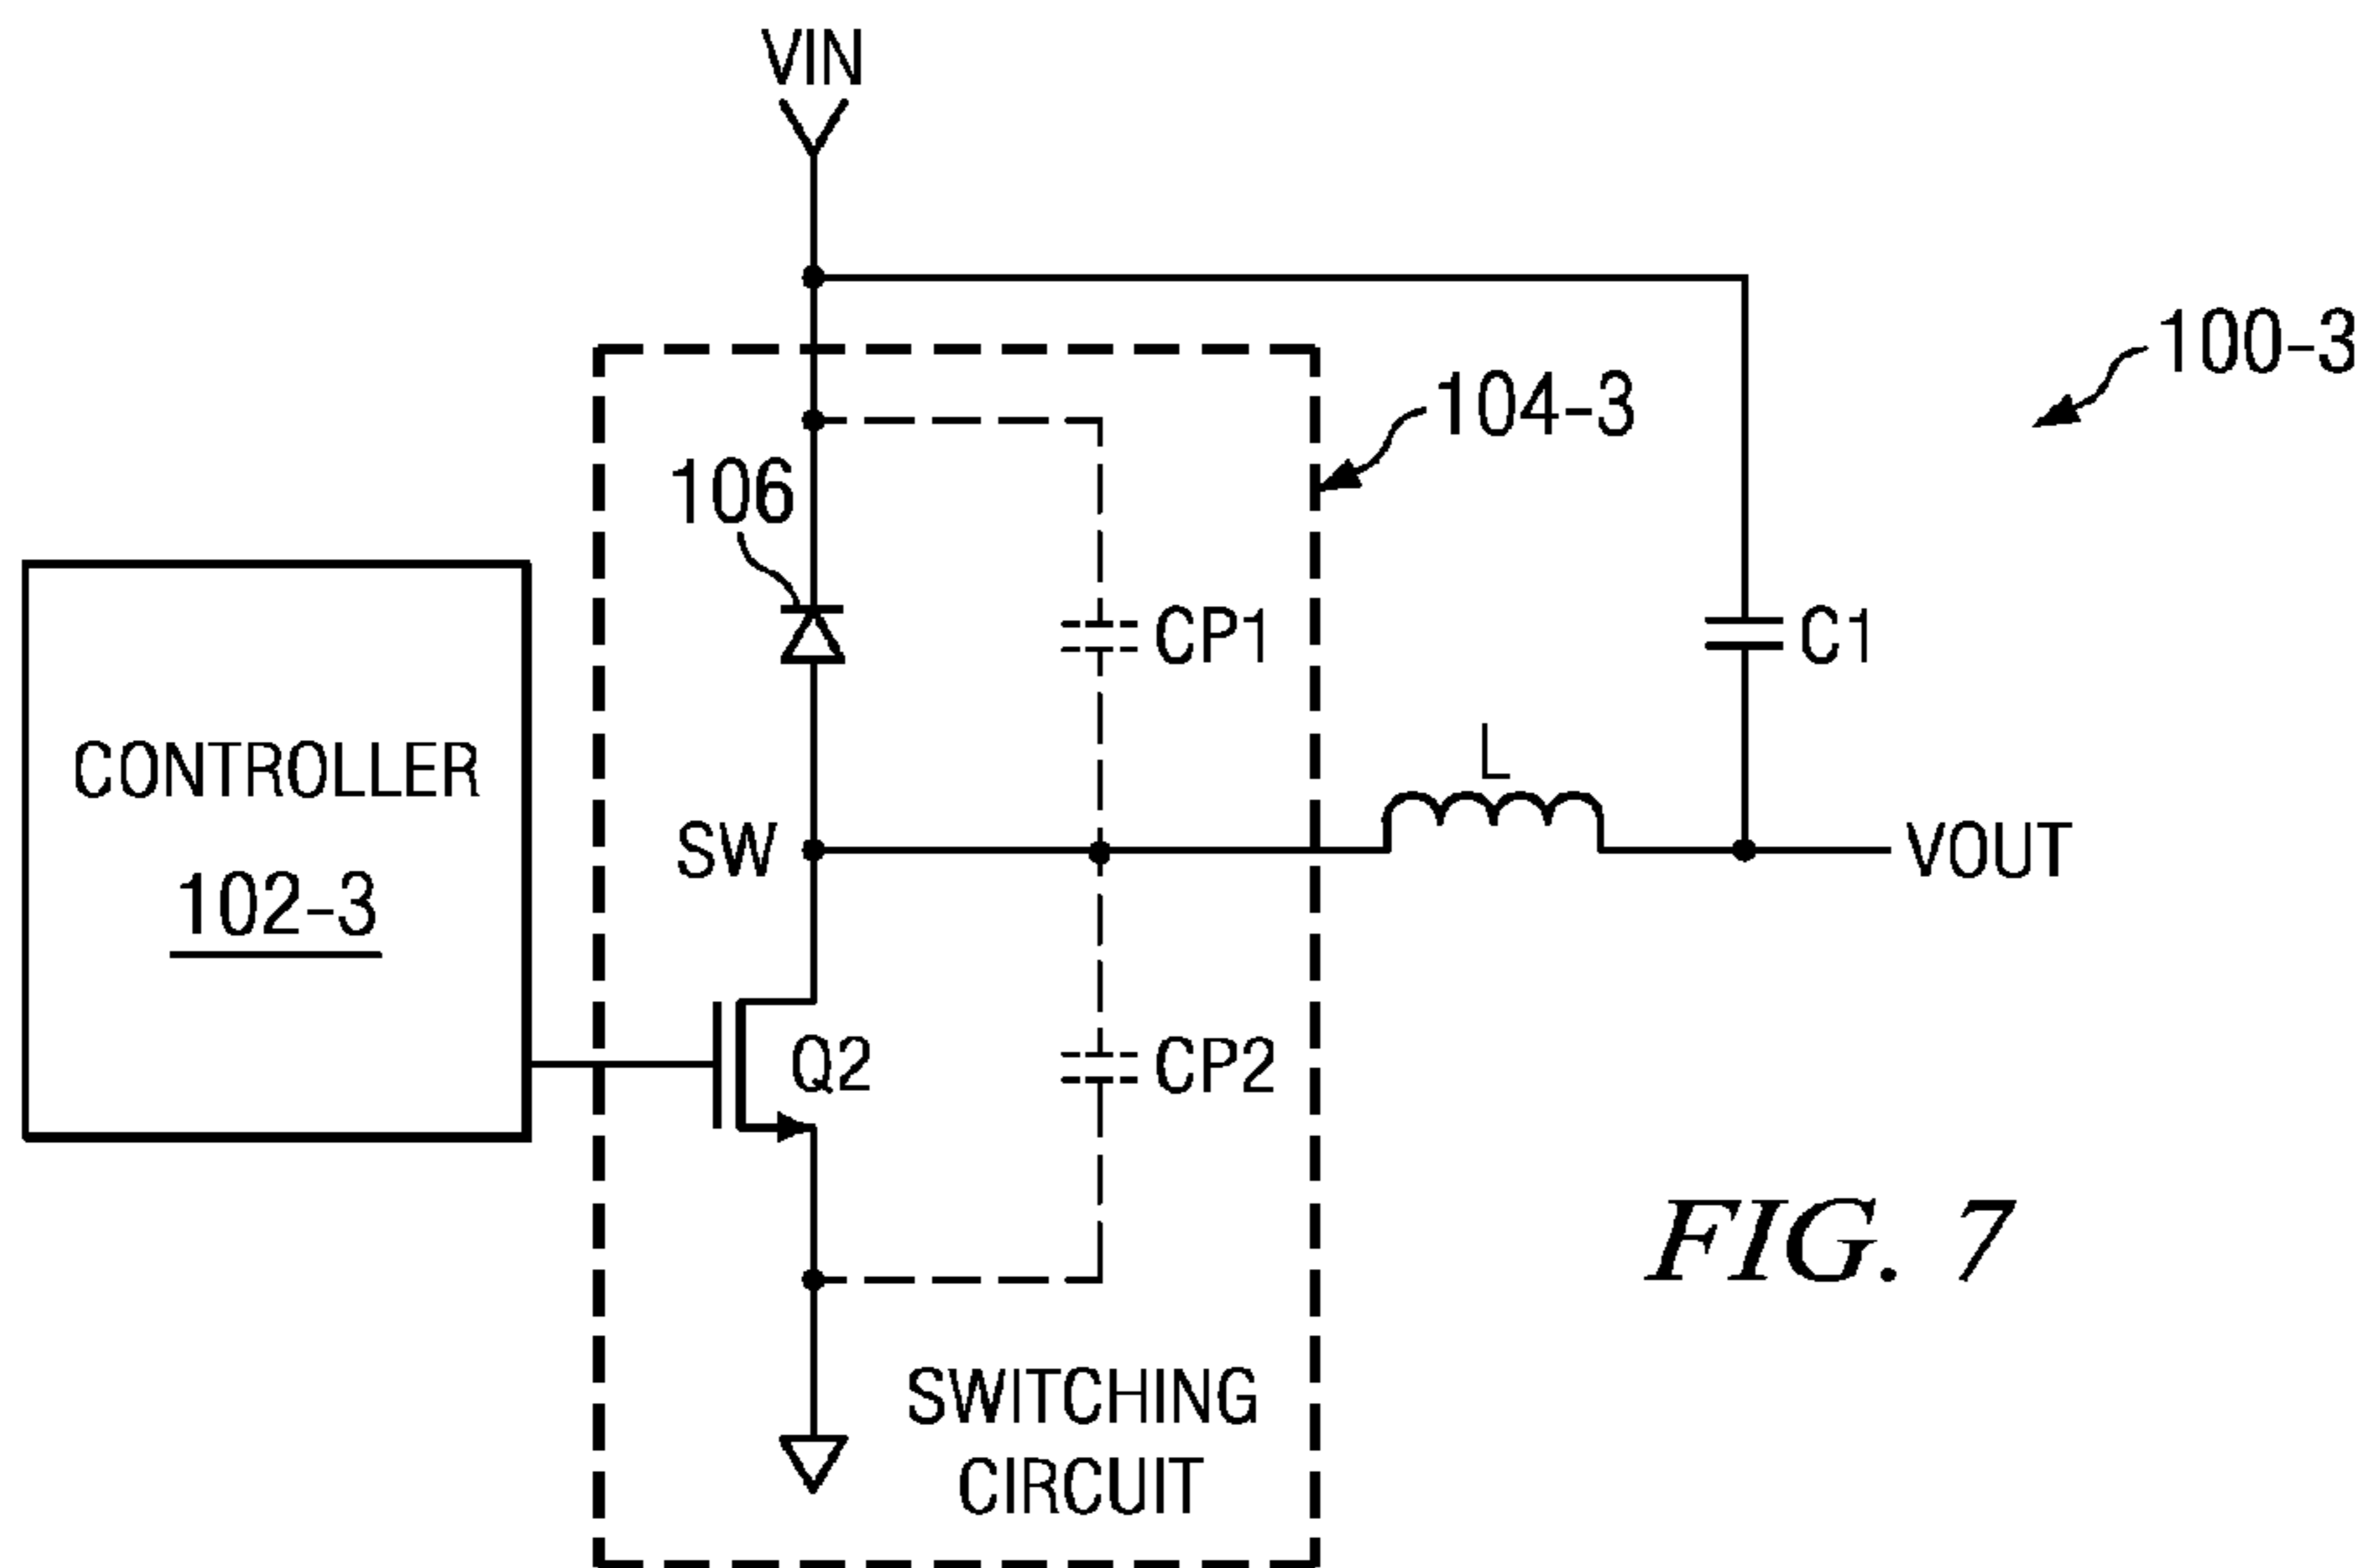 VIN
100-3
104-3
106
CP1
C1
CONTROLLER
102-3
L
SW
VOUT
Q2
CP2
FIG. 7
SWITCHING
CIRCUIT